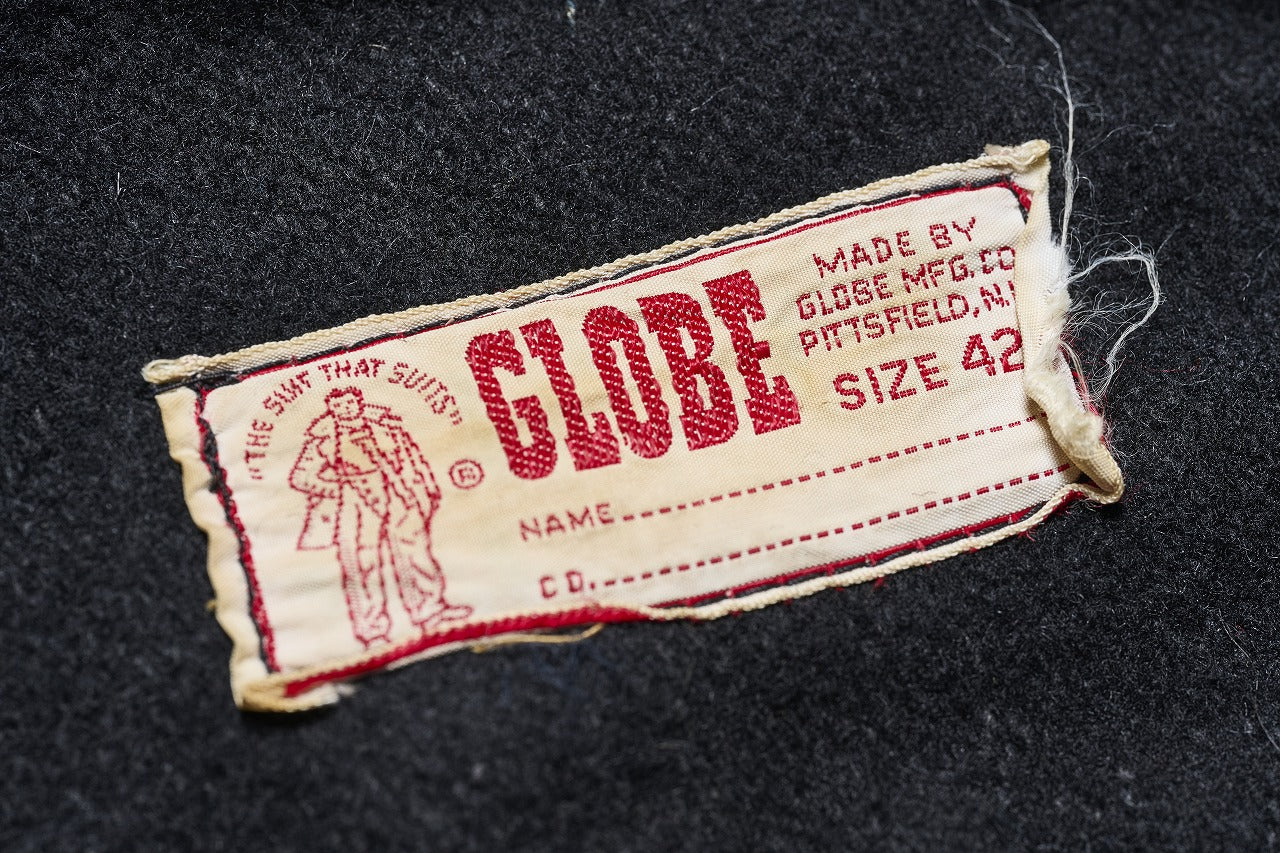 "THE SUIT THAT SUITS"
®
GLOBE
MADE BY
GLOBE MFG. CO
PITTSFIELD, N.
SIZE 42
NAME
CO.